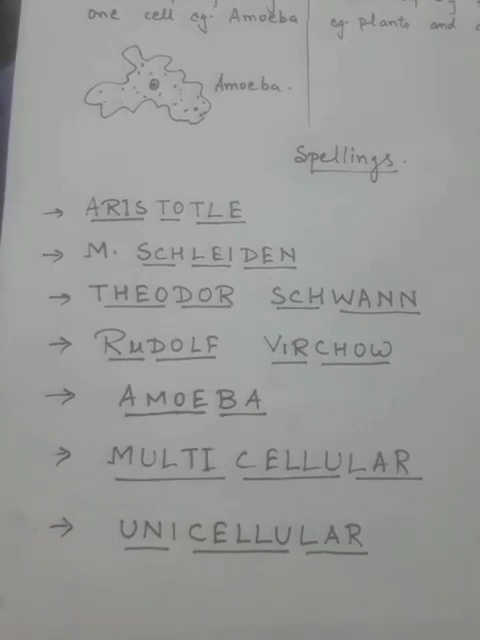 one cell eg. Amoeba
eg. plants and
Amoeba.
Spellings.
→ ARISTOTLE
→ M. SCHLEIDEN
→ THEODOR SCHWANN
→ RUDOLF VIRCHOW
→ AMOEBA
→ MULTI CELLULAR
→ UNICELLULAR